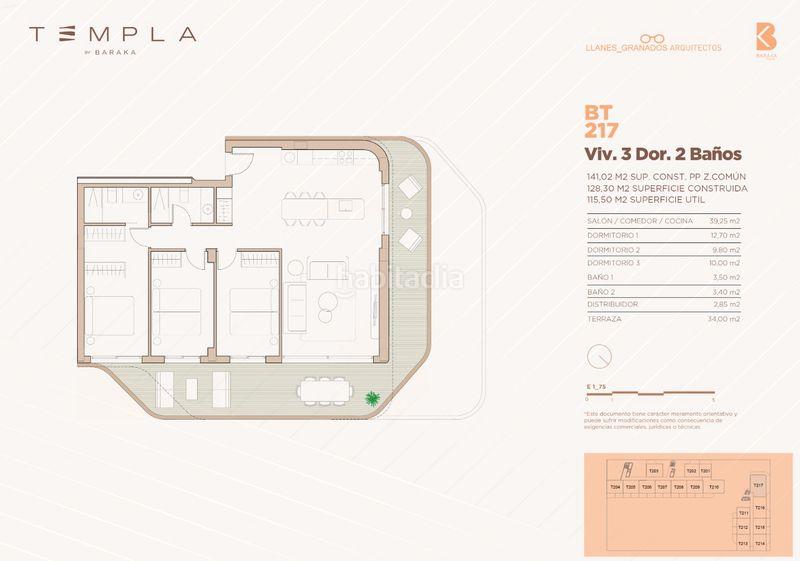 TEMPLA
BY BARAKA
LLANES_GRANADOS ARQUITECTOS
BARAKA
BT
217
Viv. 3 Dor. 2 Baños
141,02 M2 SUP. CONST. PP Z.COMÚN
128,30 M2 SUPERFICIE CONSTRUIDA
115,50 M2 SUPERFICIE UTIL
SALÓN / COMEDOR / COCINA 39,25 m2
DORMITORIO 1 12,70 m2
DORMITORIO 2 9,80 m2
DORMITORIO 3 10,00 m2
BAÑO 1 3,50 m2
BAÑO 2 3,40 m2
DISTRIBUIDOR 2,85 m2
TERRAZA 34,00 m2
habitaclia
E 1_75
0 1 5
*Este documento tiene carácter meramente orientativo y
puede sufrir modificaciones como consecuencia de
exigencias comerciales, jurídicas o técnicas.
T203 T202 T201
T204 T205 T206 T207 T208 T209 T210
T217
T216
T211
T212 T215
T213 T214